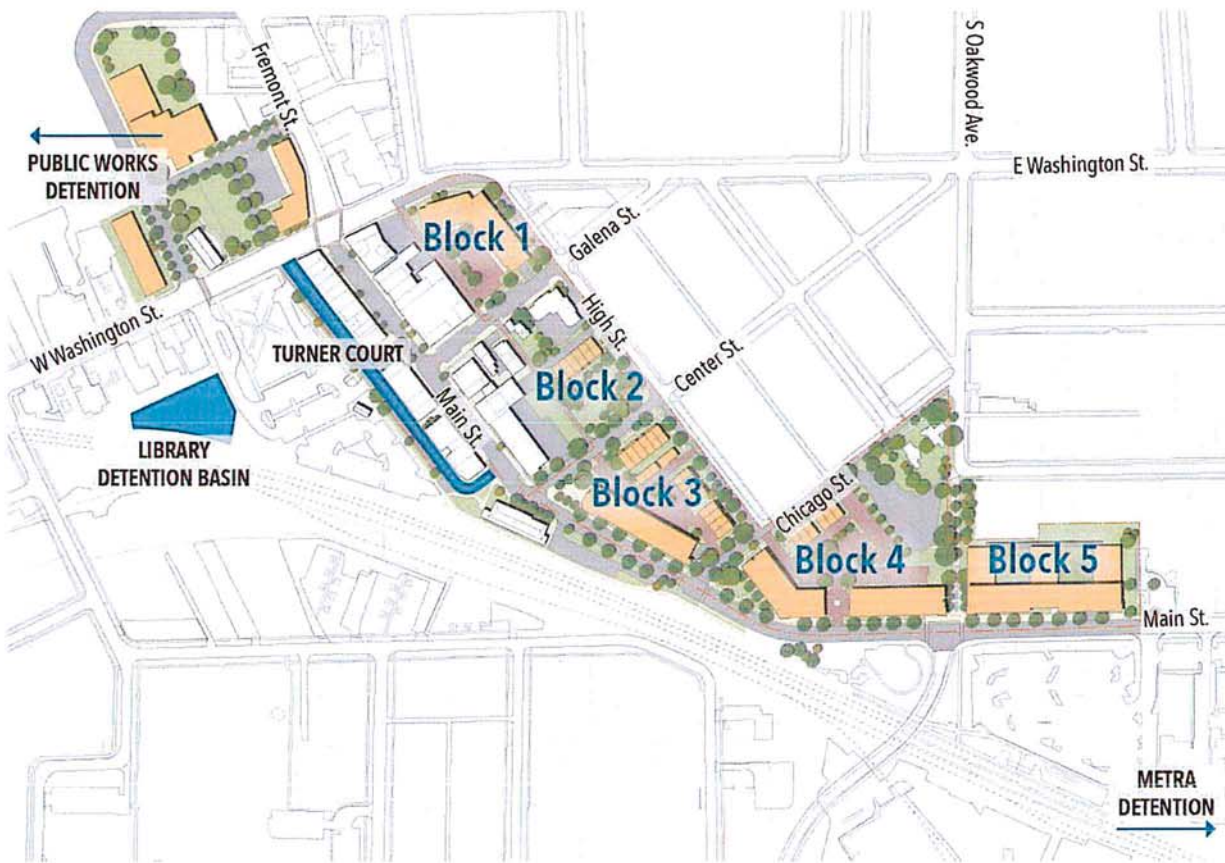 Fremont St.
S Oakwood Ave.
PUBLIC WORKS
DETENTION
E Washington St.
Block 1
Galena St.
High St.
W Washington St.
TURNER COURT
Main St.
Block 2
Center St.
LIBRARY
DETENTION BASIN
Block 3
Chicago St.
Block 4
Block 5
Main St.
METRA
DETENTION